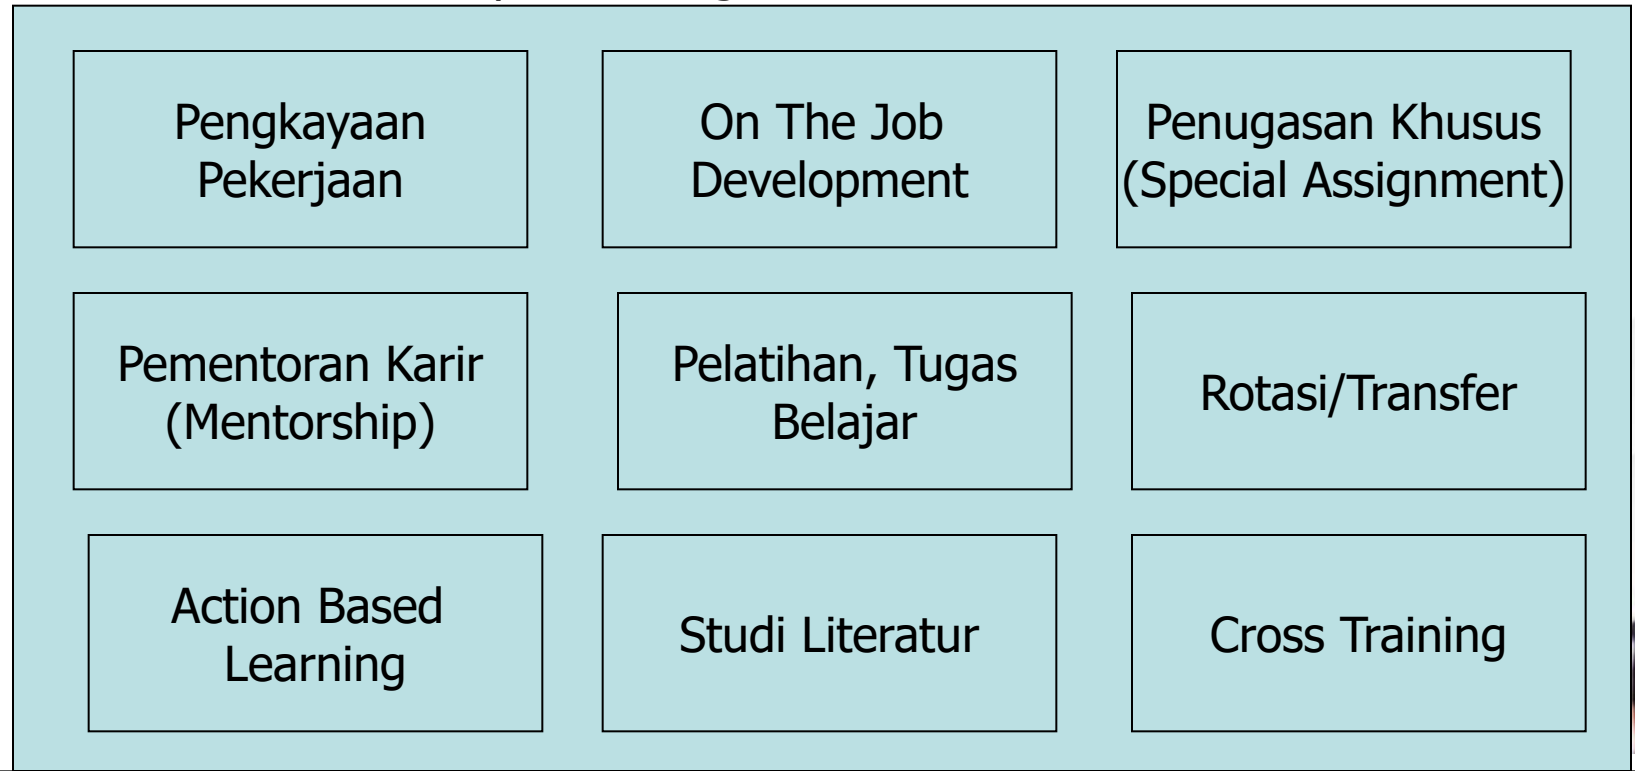 Pengkayaan
Pekerjaan
On The Job
Development
Penugasan Khusus
(Special Assignment)
Pementoran Karir
(Mentorship)
Pelatihan, Tugas
Belajar
Rotasi/Transfer
Action Based
Learning
Studi Literatur
Cross Training